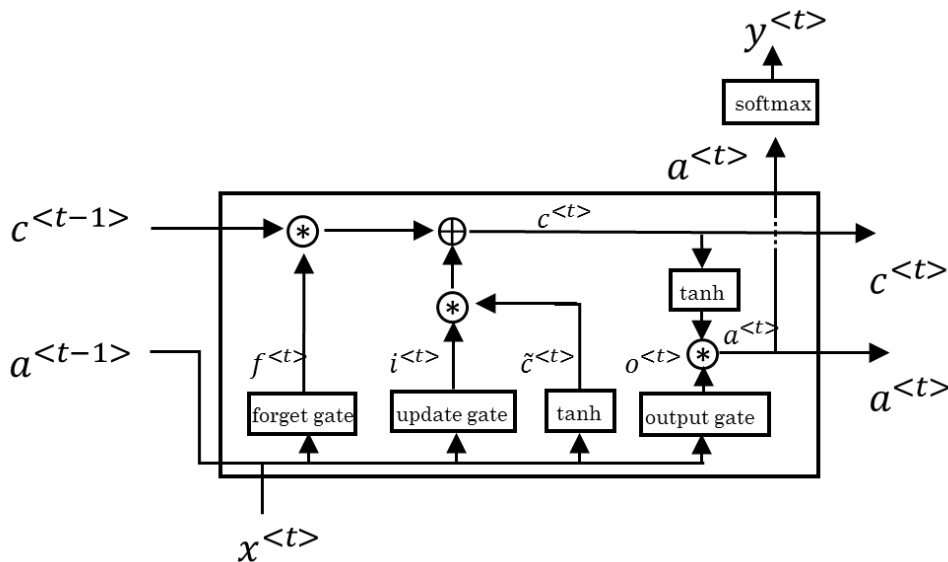 y<t>
softmax
a<t>
c<t-1>
c<t>
c<t>
tanh
a<t-1>
f<t>
i<t>
c̃<t>
o<t>
a<t>
a<t>
forget gate
update gate
tanh
output gate
x<t>